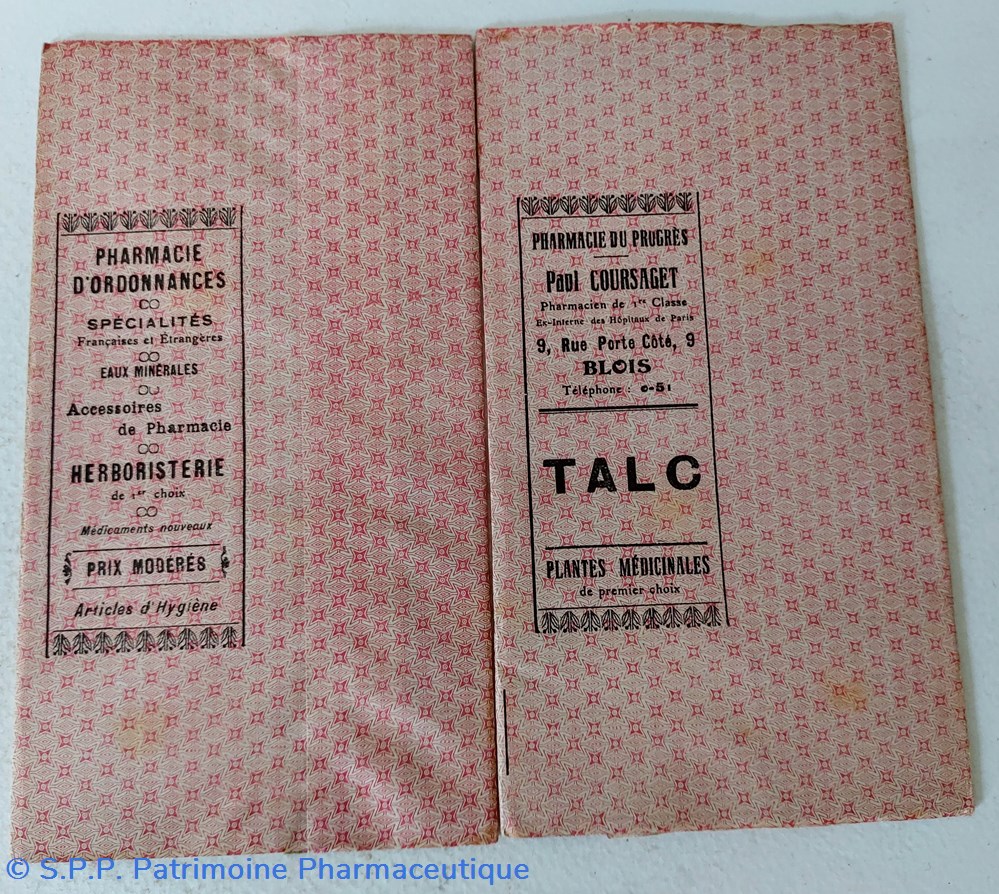 PHARMACIE
D'ORDONNANCES
SPÉCIALITÉS
Françaises et Étrangères
EAUX MINÉRALES
Accessoires
de Pharmacie
HERBORISTERIE
de 1er choix
Médicaments nouveaux
PRIX MODÉRÉS
Articles d'Hygiène
PHARMACIE DU PROGRÈS
Paul COURSAGET
Pharmacien de 1re Classe
Ex-Interne des Hôpitaux de Paris
9, Rue Porte Côté, 9
BLOIS
Téléphone : 0-51
TALC
PLANTES MÉDICINALES
de premier choix
© S.P.P. Patrimoine Pharmaceutique